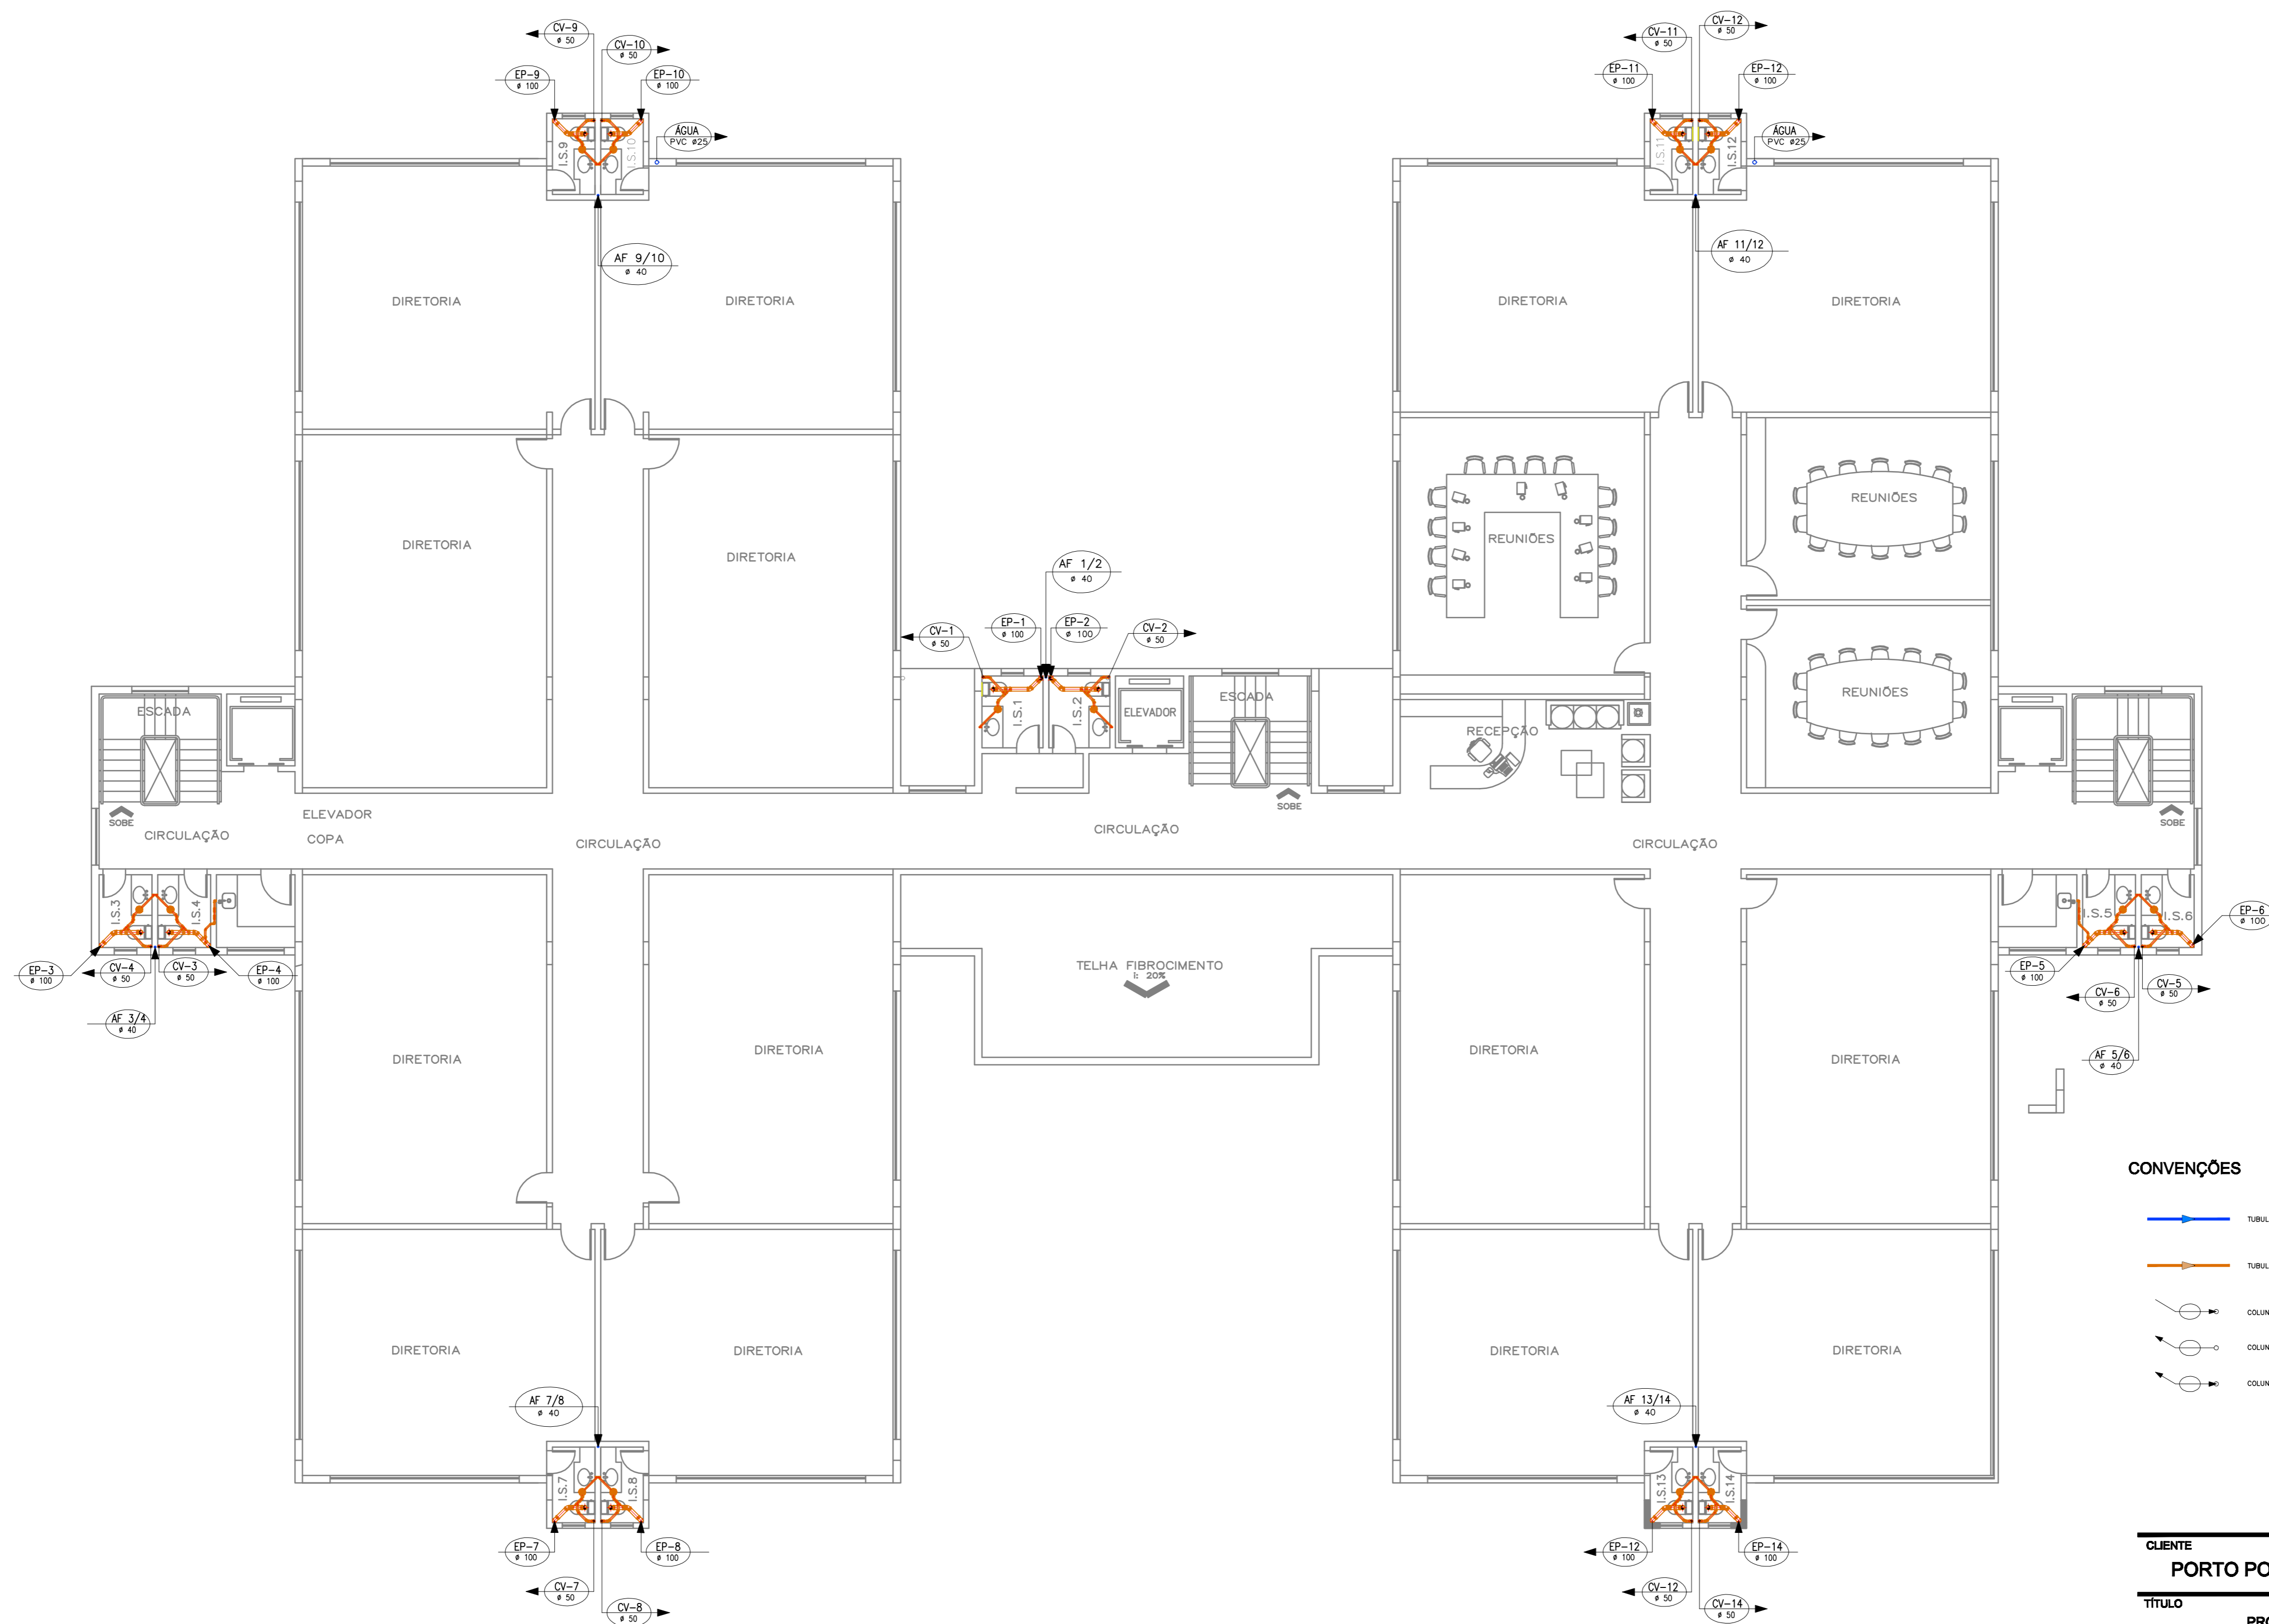 CV-9
ø 50
CV-10
ø 50
EP-9
ø 100
EP-10
ø 100
ÁGUA
PVC ø25
I.S.9
I.S.10
AF 9/10
ø 40
DIRETORIA
DIRETORIA
CV-11
ø 50
CV-12
ø 50
EP-11
ø 100
EP-12
ø 100
ÁGUA
PVC ø25
I.S.11
I.S.12
AF 11/12
ø 40
DIRETORIA
DIRETORIA
DIRETORIA
DIRETORIA
REUNIÕES
REUNIÕES
AF 1/2
ø 40
CV-1
ø 50
EP-1
ø 100
EP-2
ø 100
CV-2
ø 50
I.S.1
I.S.2
ELEVADOR
ESCADA
SOBE
RECEPÇÃO
REUNIÕES
ESCADA
SOBE
CIRCULAÇÃO
ELEVADOR
COPA
CIRCULAÇÃO
CIRCULAÇÃO
CIRCULAÇÃO
SOBE
I.S.3
I.S.4
EP-3
ø 100
CV-4
ø 50
CV-3
ø 50
EP-4
ø 100
AF 3/4
ø 40
TELHA FIBROCIMENTO
I: 20%
I.S.5
I.S.6
EP-6
ø 100
EP-5
ø 100
CV-6
ø 50
CV-5
ø 50
AF 5/6
ø 40
DIRETORIA
DIRETORIA
DIRETORIA
DIRETORIA
CONVENÇÕES
TUBUL
TUBUL
COLUN
COLUN
COLUN
DIRETORIA
DIRETORIA
DIRETORIA
DIRETORIA
AF 7/8
ø 40
I.S.7
I.S.8
EP-7
ø 100
EP-8
ø 100
CV-7
ø 50
CV-8
ø 50
AF 13/14
ø 40
I.S.13
I.S.14
EP-12
ø 100
EP-14
ø 100
CV-12
ø 50
CV-14
ø 50
CLIENTE
PORTO PO
TÍTULO
PRO